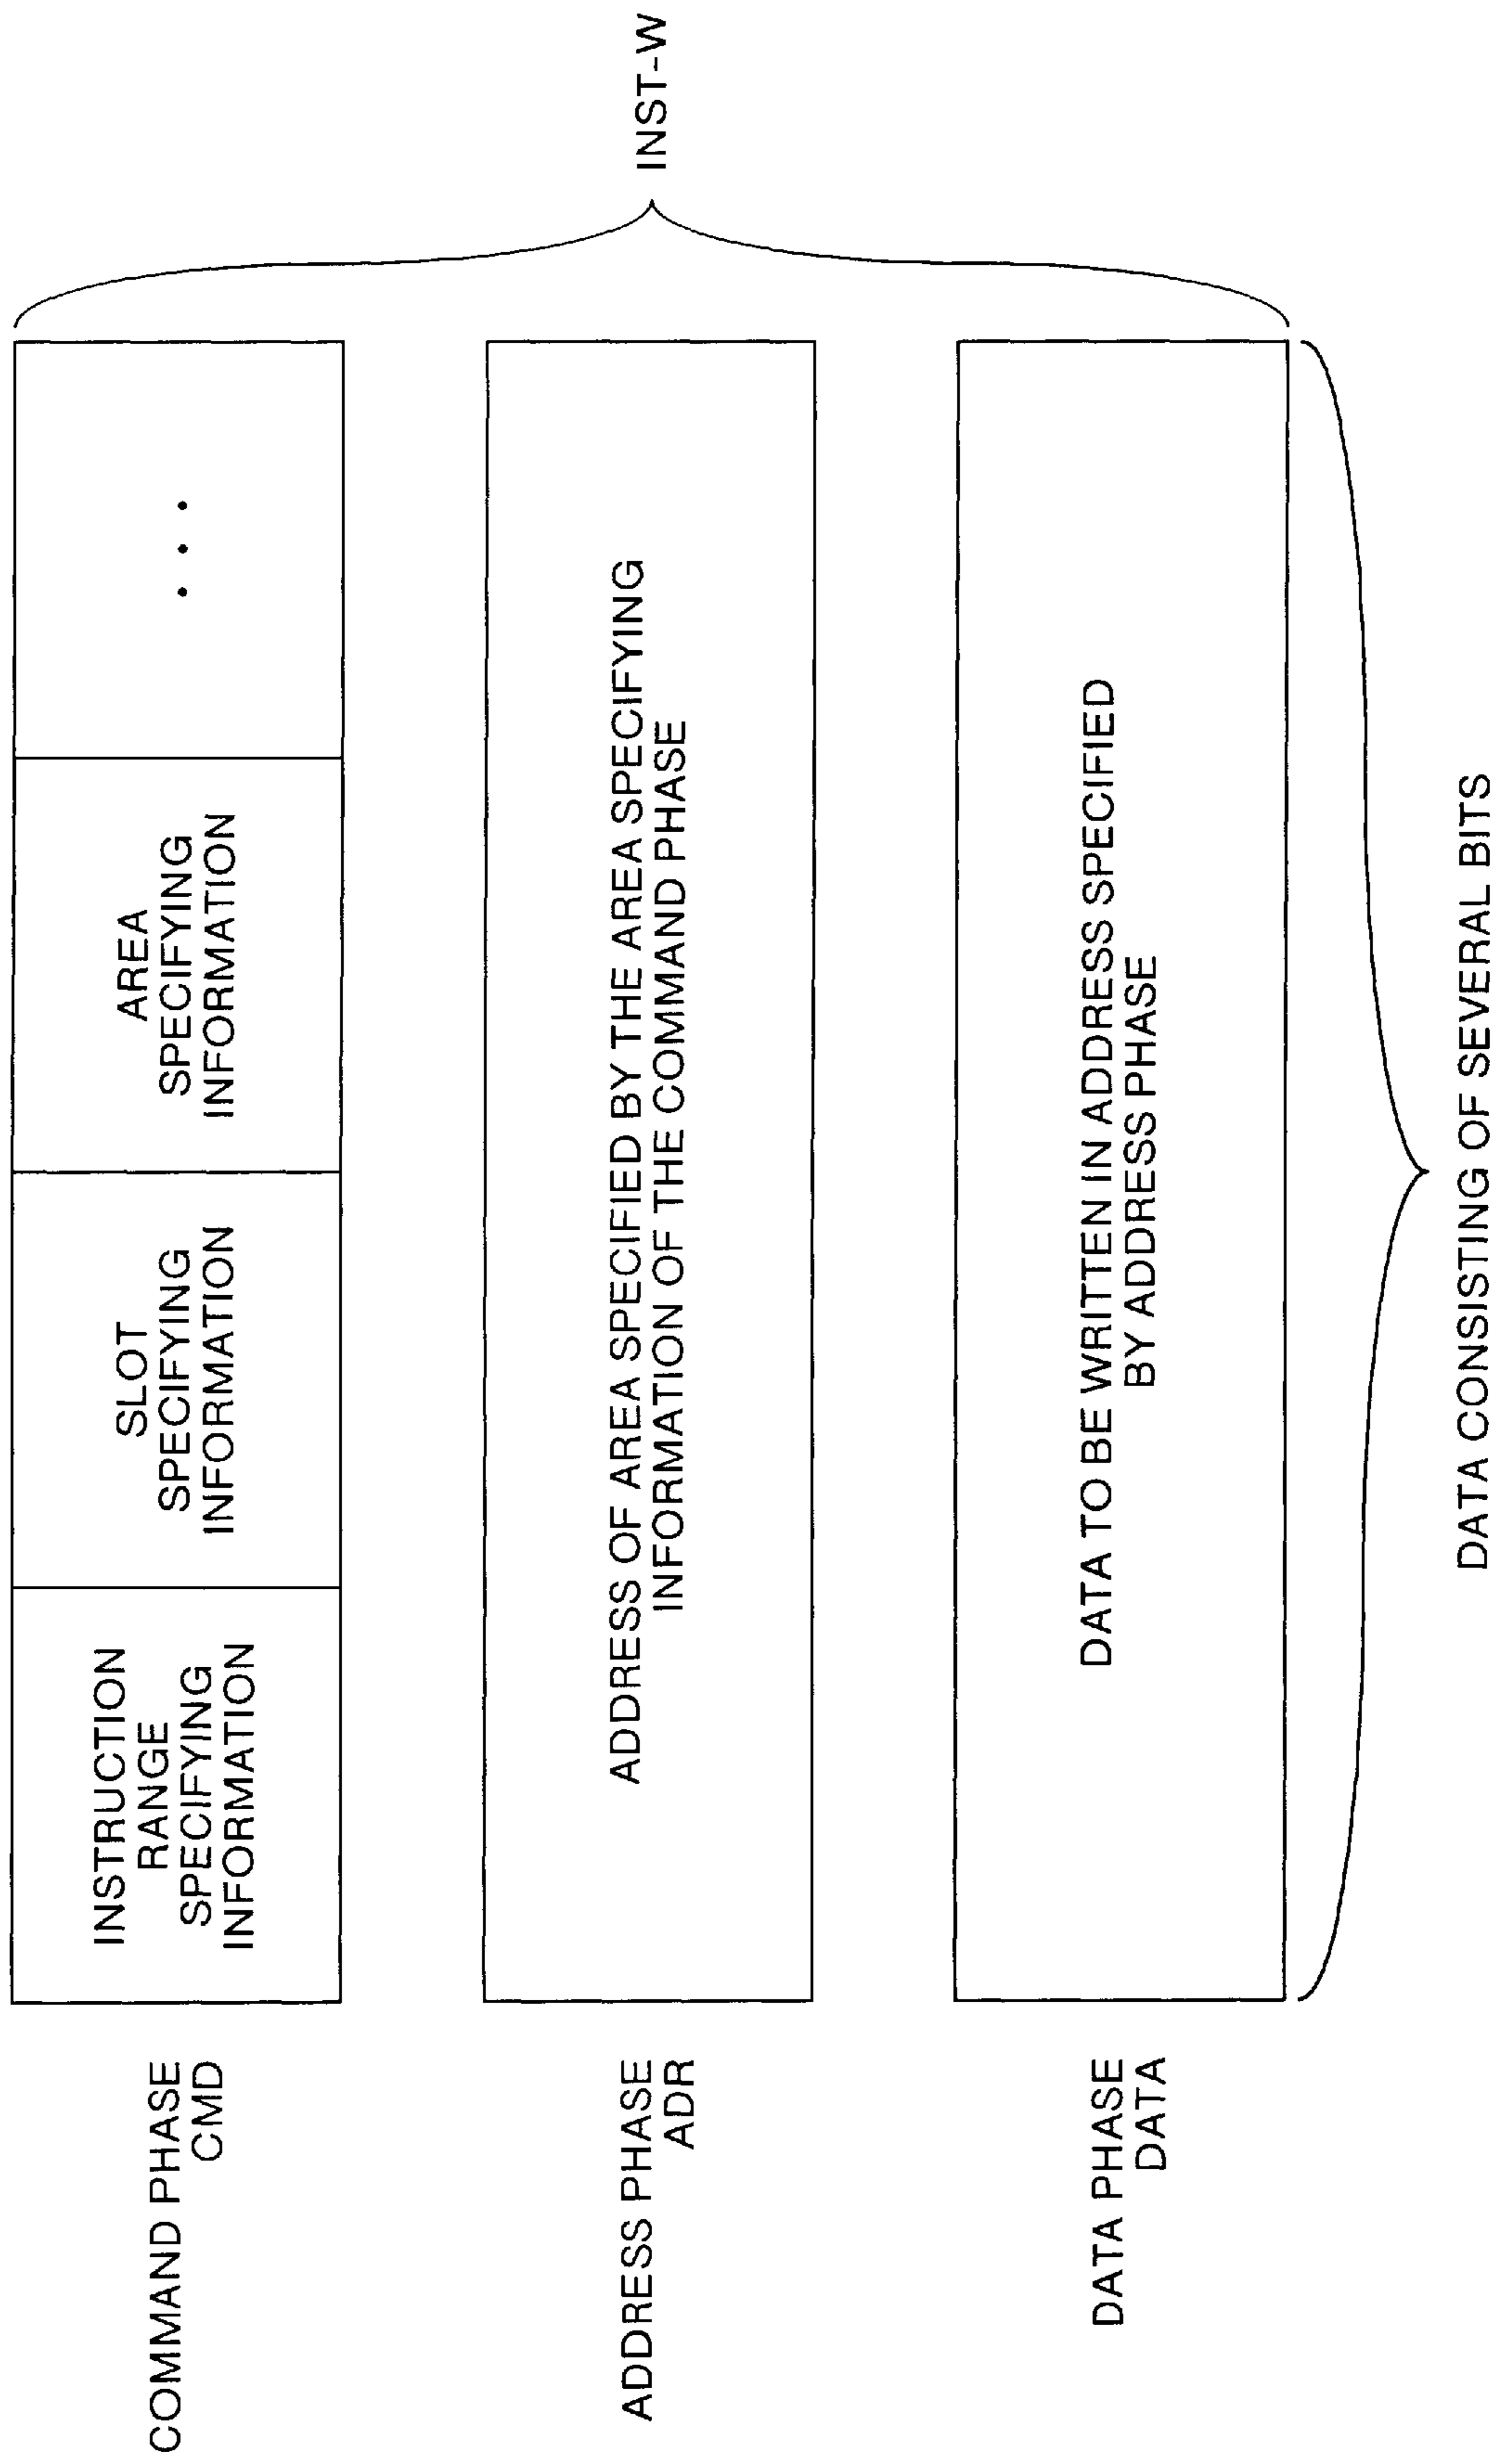 COMMAND PHASE
CMD
INSTRUCTION
RANGE
SPECIFYING
INFORMATION
SLOT
SPECIFYING
INFORMATION
AREA
SPECIFYING
INFORMATION
• • •
ADDRESS PHASE
ADR
ADDRESS OF AREA SPECIFIED BY THE AREA SPECIFYING
INFORMATION OF THE COMMAND PHASE
INST-W
DATA PHASE
DATA
DATA TO BE WRITTEN IN ADDRESS SPECIFIED
BY ADDRESS PHASE
DATA CONSISTING OF SEVERAL BITS